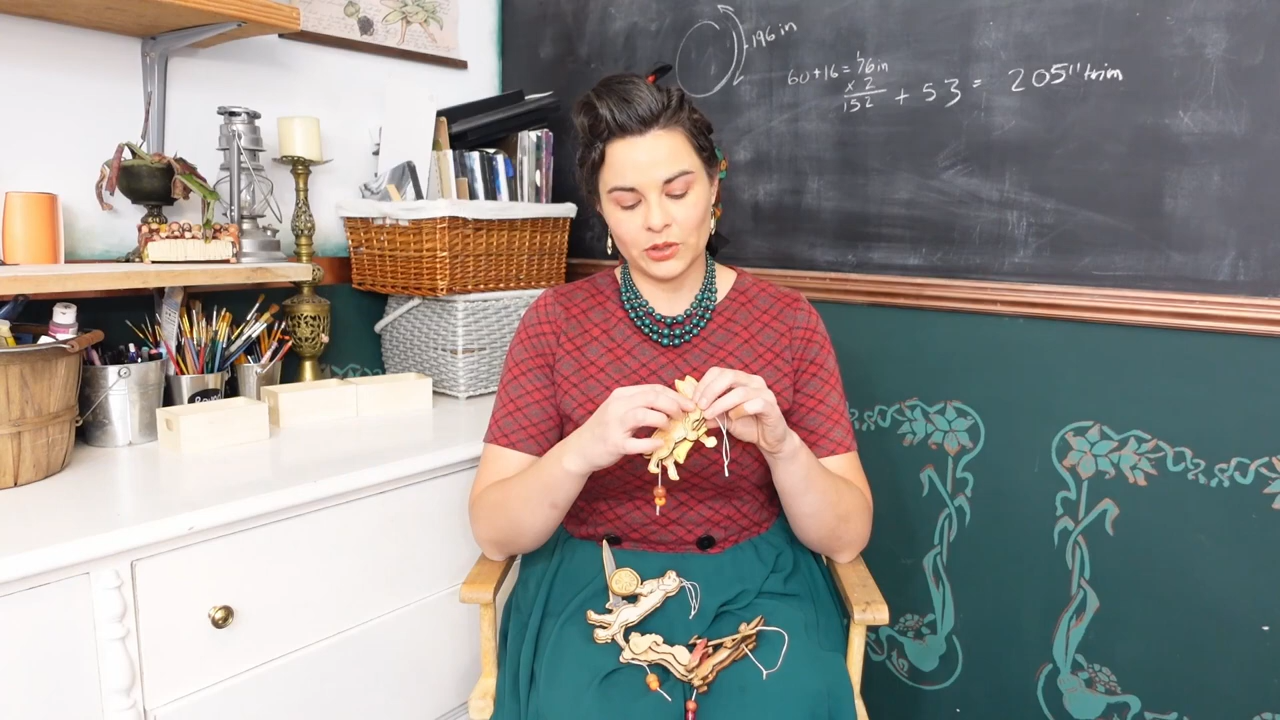 196 in
60+16=76in
x 2
152 + 53 = 205" trim